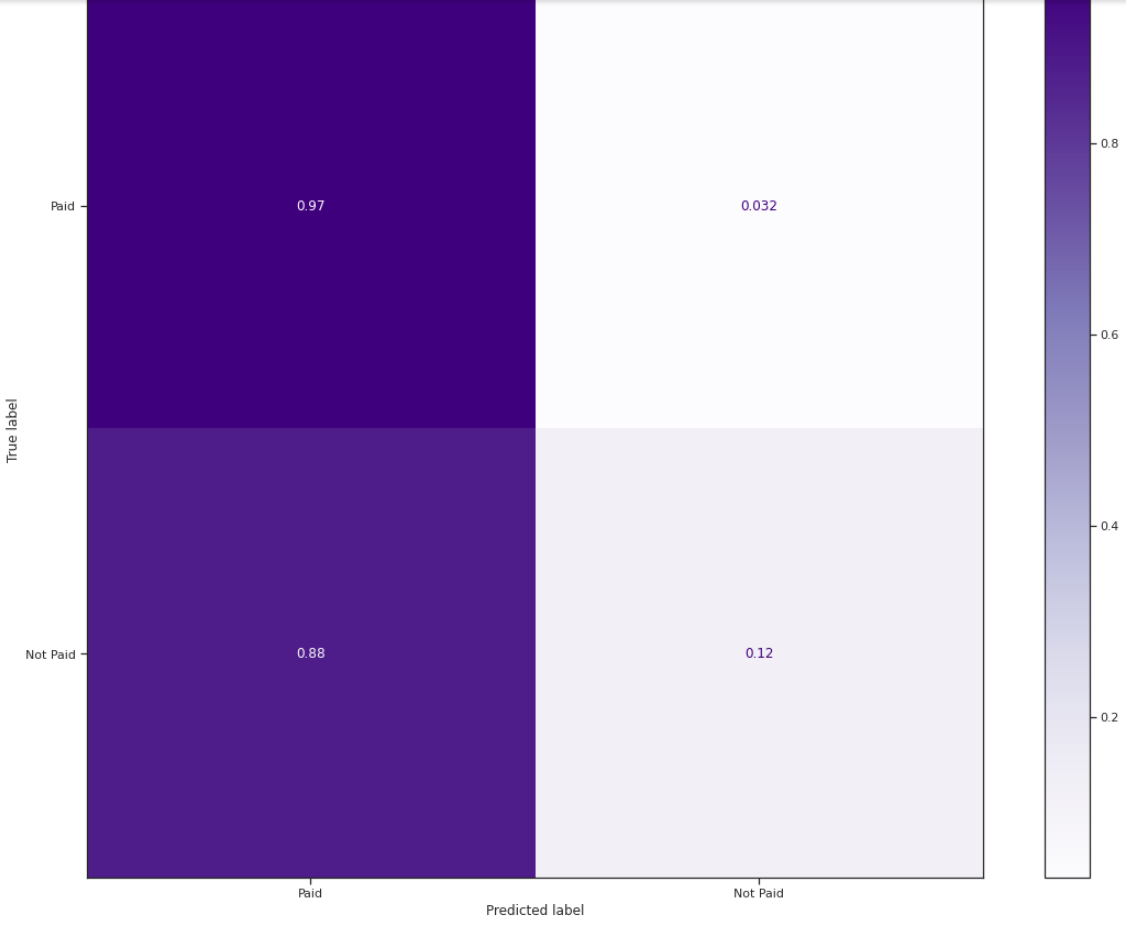 0.8
Paid
0.97
0.032
0.6
True label
0.4
Not Paid
0.88
0.12
0.2
Paid
Not Paid
Predicted label